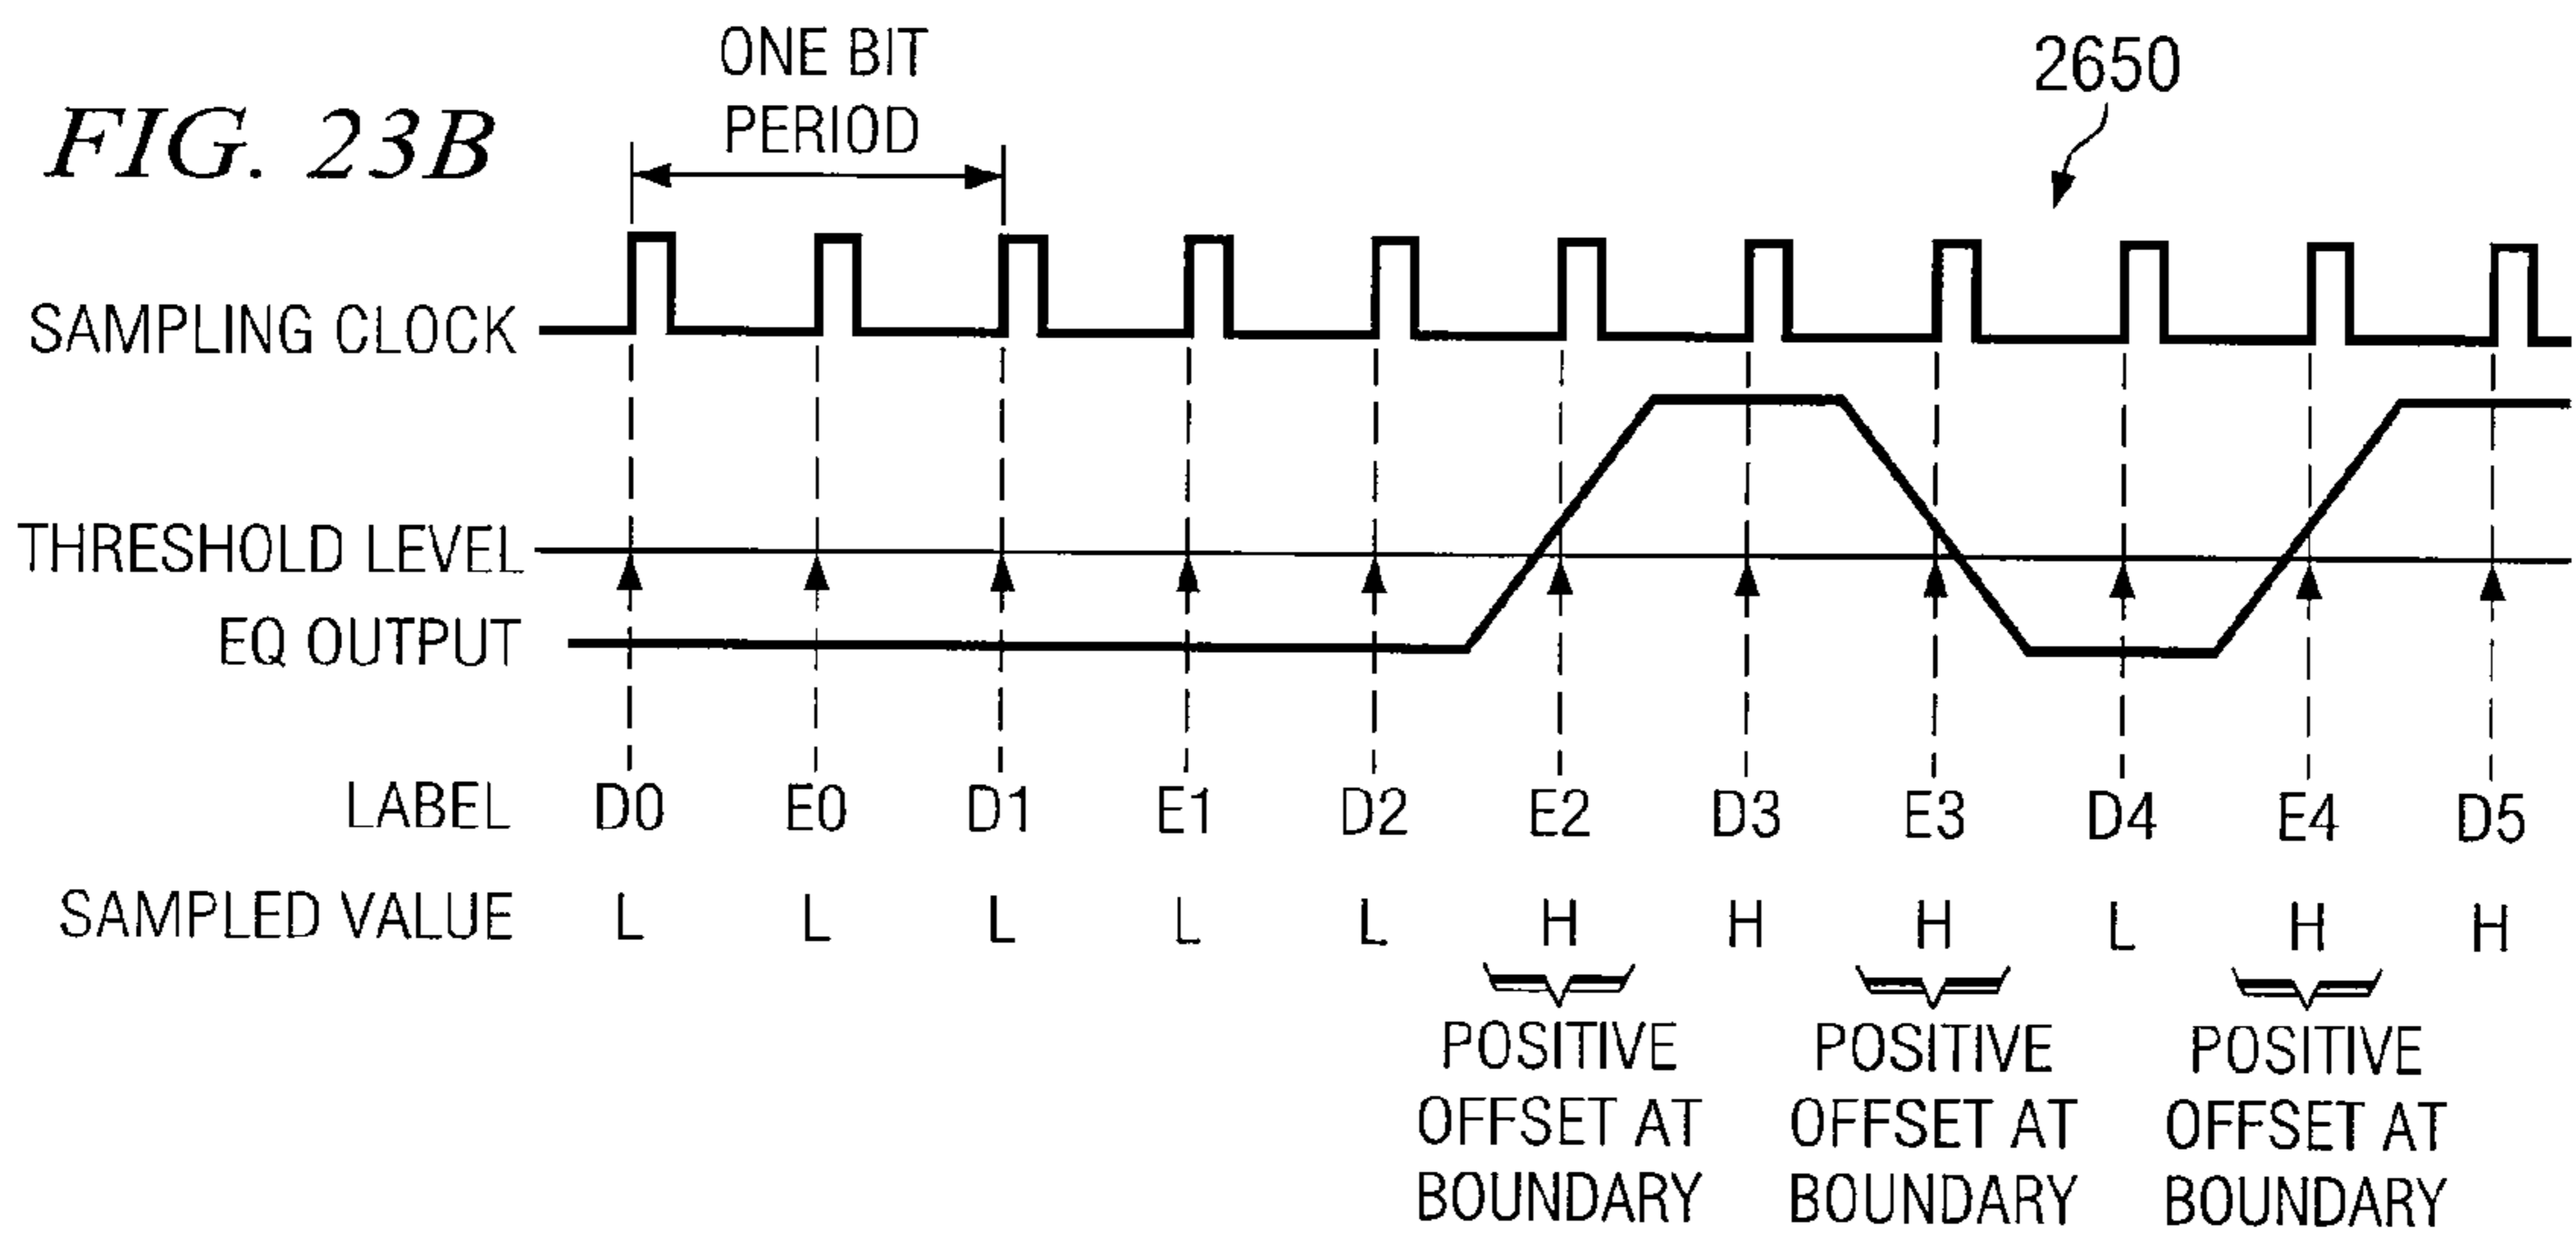 FIG. 23B
ONE BIT
PERIOD
2650
SAMPLING CLOCK
THRESHOLD LEVEL
EQ OUTPUT
LABEL D0 E0 D1 E1 D2 E2 D3 E3 D4 E4 D5
SAMPLED VALUE L L L L L H H H L H H
POSITIVE
OFFSET AT
BOUNDARY
POSITIVE
OFFSET AT
BOUNDARY
POSITIVE
OFFSET AT
BOUNDARY